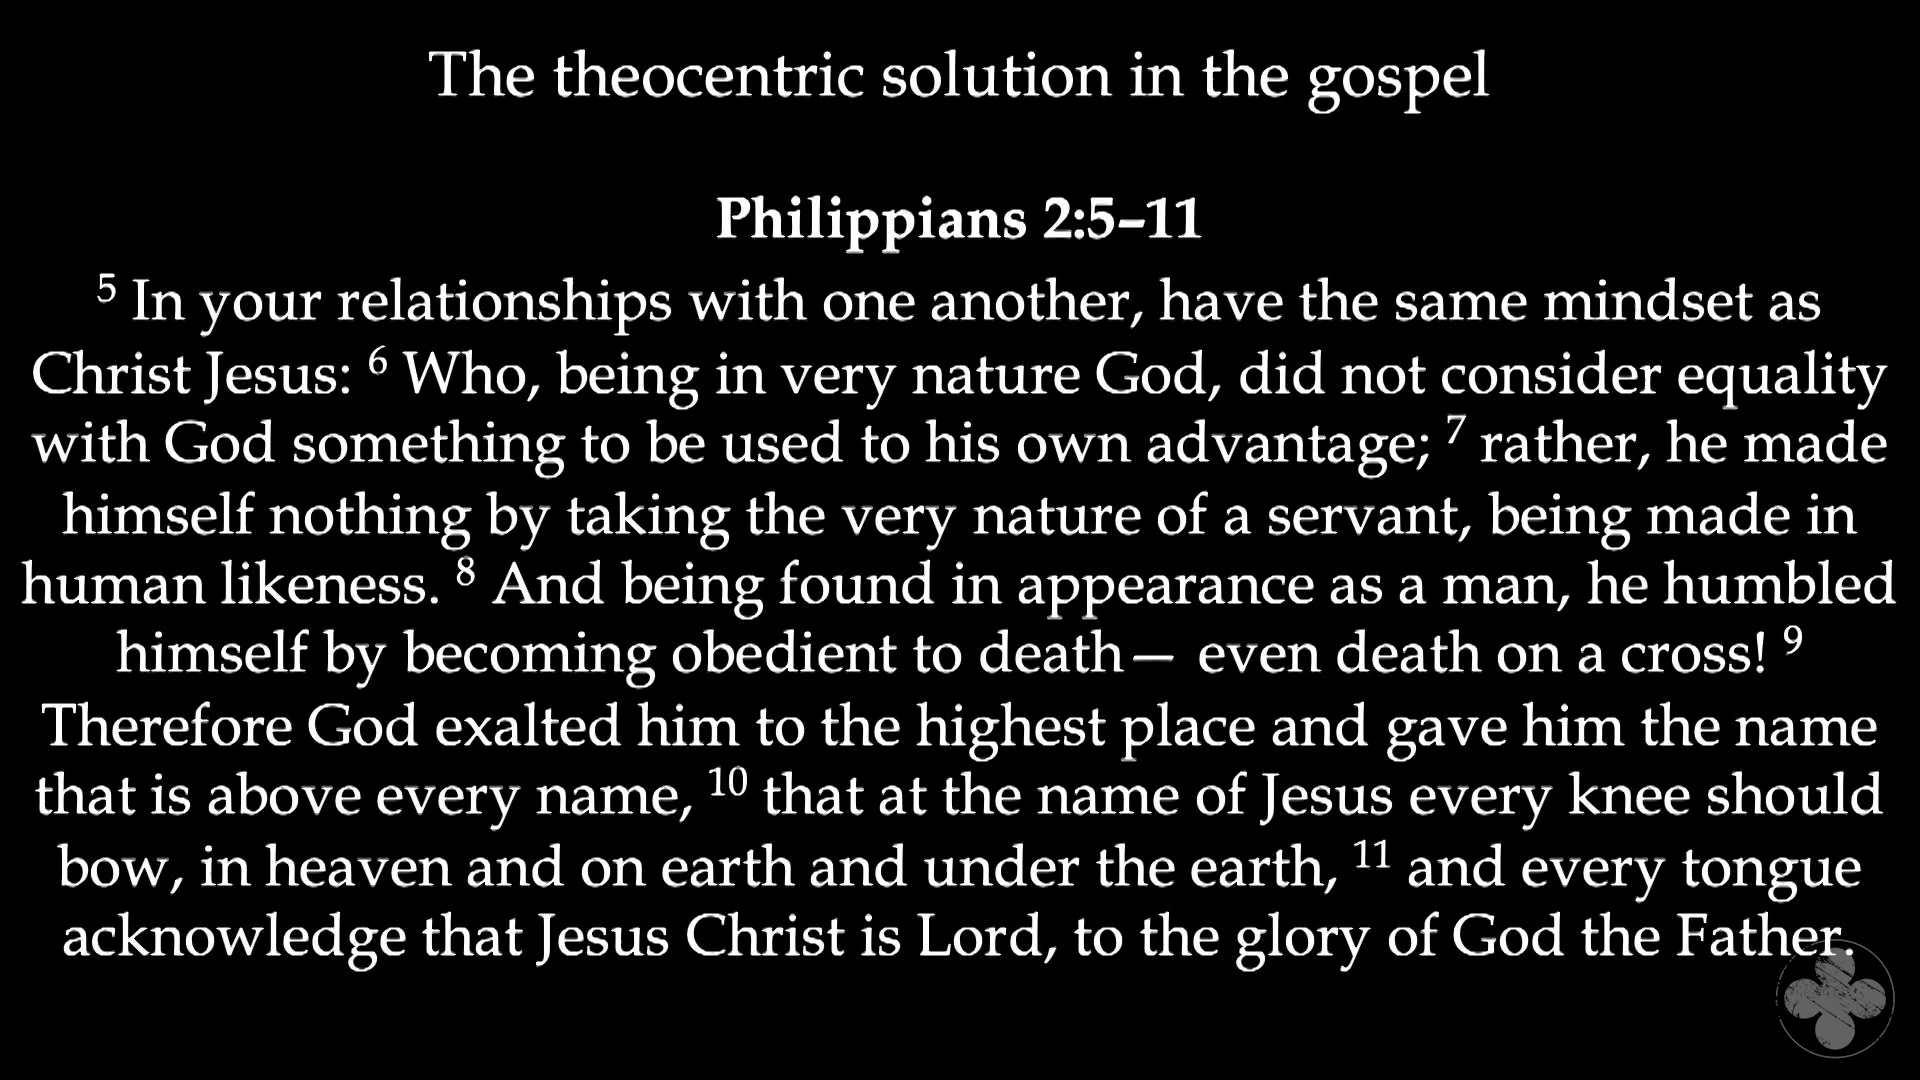 The theocentric solution in the gospel
Philippians 2:5–11
5 In your relationships with one another, have the same mindset as
Christ Jesus: 6 Who, being in very nature God, did not consider equality
with God something to be used to his own advantage; 7 rather, he made
himself nothing by taking the very nature of a servant, being made in
human likeness. 8 And being found in appearance as a man, he humbled
himself by becoming obedient to death— even death on a cross! 9
Therefore God exalted him to the highest place and gave him the name
that is above every name, 10 that at the name of Jesus every knee should
bow, in heaven and on earth and under the earth, 11 and every tongue
acknowledge that Jesus Christ is Lord, to the glory of God the Father.